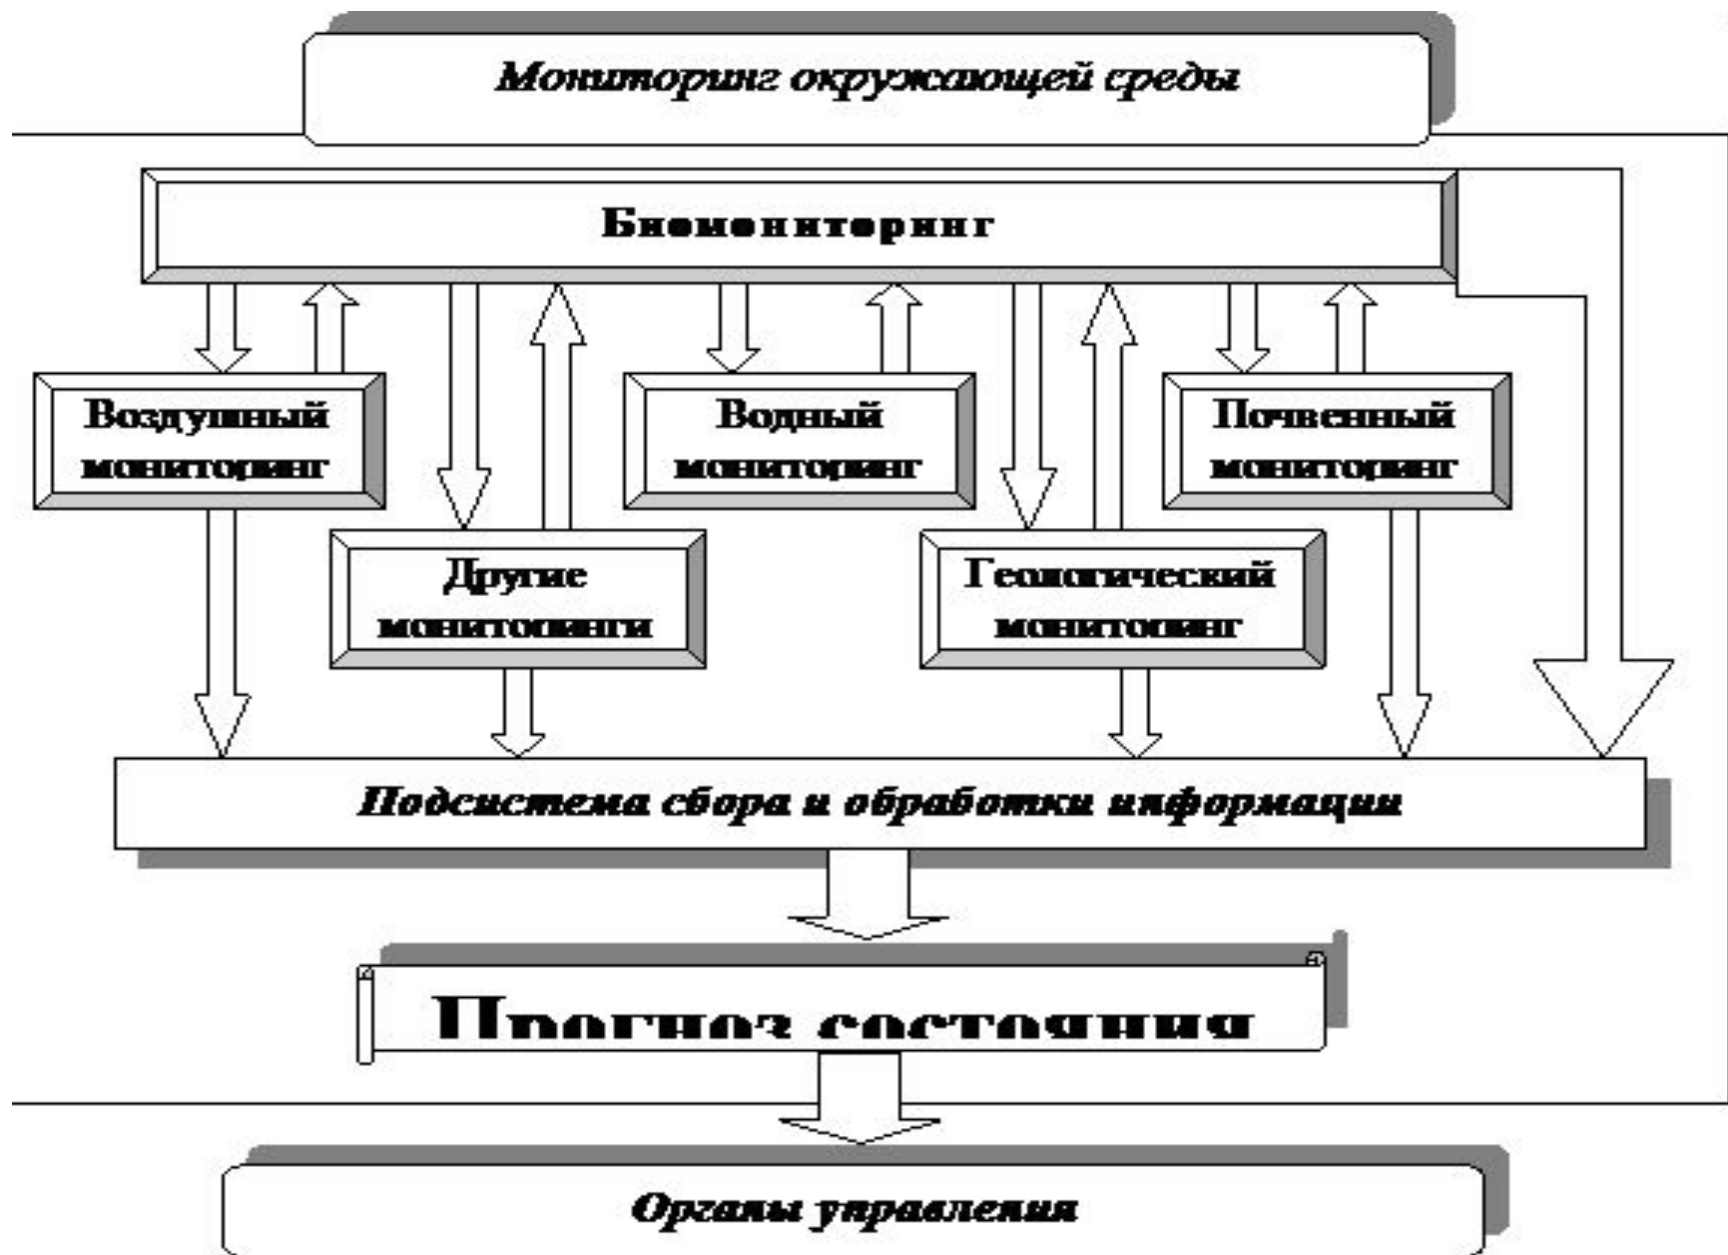 Мониторинг окружающей среды
Биомониторинг
Воздушный
мониторинг
Водный
мониторинг
Почвенный
мониторинг
Другие
мониторинги
Геологический
мониторинг
Подсистема сбора и обработки информации
Прогноз состояния
Органы управления